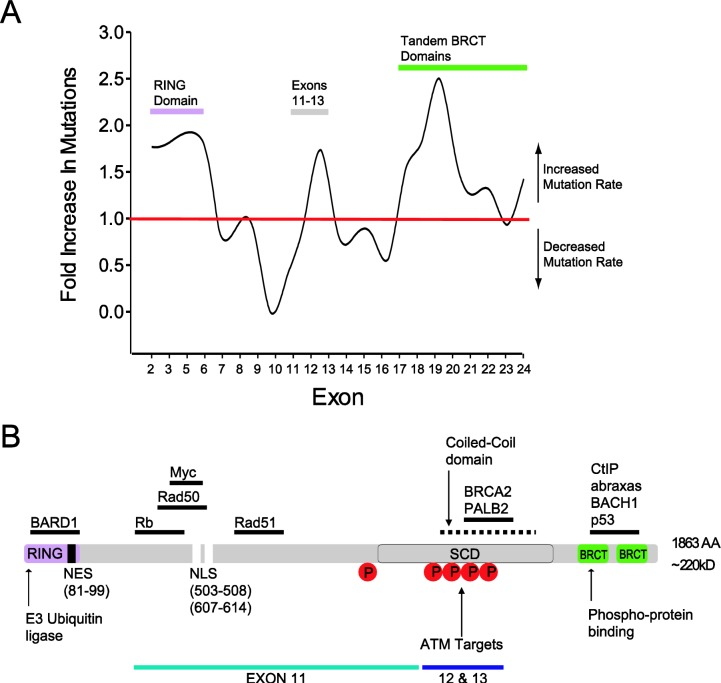 A
Fold Increase In Mutations
3.0
2.5
2.0
1.5
1.0
0.5
0.0
RING
Domain
Exons
11-13
Tandem BRCT
Domains
Increased
Mutation Rate
Decreased
Mutation Rate
2 3 5 6 7 8 9 10 11 12 13 14 15 16 17 18 19 20 21 22 23 24
Exon
B
Coiled-Coil
domain
CtIP
abraxas
BACH1
p53
Myc
Rad50
BRCA2
PALB2
BARD1
Rb
Rad51
RING
SCD
BRCT
BRCT
1863 AA
~220kD
P
P
P
P
P
NES
(81-99)
NLS
(503-508)
(607-614)
E3 Ubiquitin
ligase
ATM Targets
Phospho-protein
binding
EXON 11
12 & 13